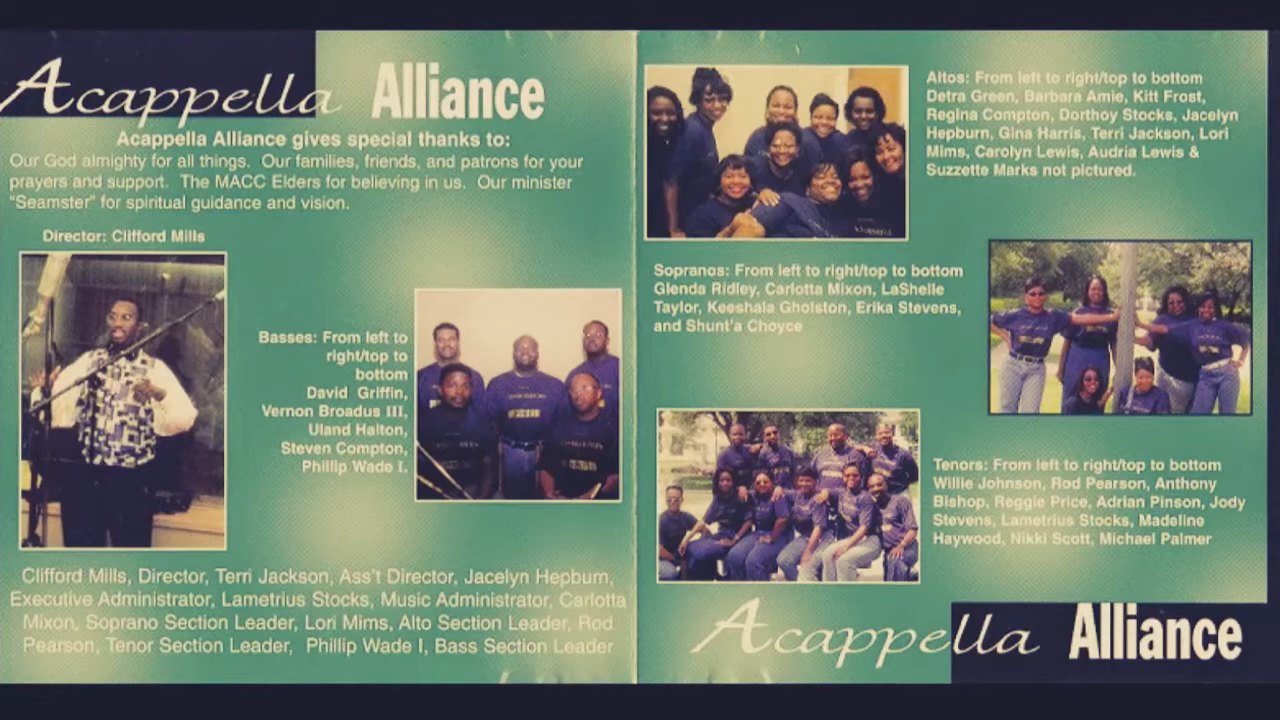 Acappella Alliance
Acappella Alliance gives special thanks to:
Our God almighty for all things. Our families, friends, and patrons for your
prayers and support. The MACC Elders for believing in us. Our minister
"Seamster" for spiritual guidance and vision.
Director: Clifford Mills
Basses: From left to
right/top to
bottom
David Griffin,
Vernon Broadus III,
Uland Halton,
Steven Compton,
Phillip Wade I.
Clifford Mills, Director, Terri Jackson, Ass't Director, Jacelyn Hepburn,
Executive Administrator, Lametrius Stocks, Music Administrator, Carlotta
Mixon, Soprano Section Leader, Lori Mims, Alto Section Leader, Rod
Pearson, Tenor Section Leader, Phillip Wade I, Bass Section Leader
Altos: From left to right/top to bottom
Detra Green, Barbara Amie, Kitt Frost,
Regina Compton, Dorthoy Stocks, Jacelyn
Hepburn, Gina Harris, Terri Jackson, Lori
Mims, Carolyn Lewis, Audria Lewis &
Suzzette Marks not pictured.
Sopranos: From left to right/top to bottom
Glenda Ridley, Carlotta Mixon, LaShelle
Taylor, Keeshala Gholston, Erika Stevens,
and Shunt'a Choyce
Tenors: From left to right/top to bottom
Willie Johnson, Rod Pearson, Anthony
Bishop, Reggie Price, Adrian Pinson, Jody
Stevens, Lametrius Stocks, Madeline
Haywood, Nikki Scott, Michael Palmer
Acappella Alliance